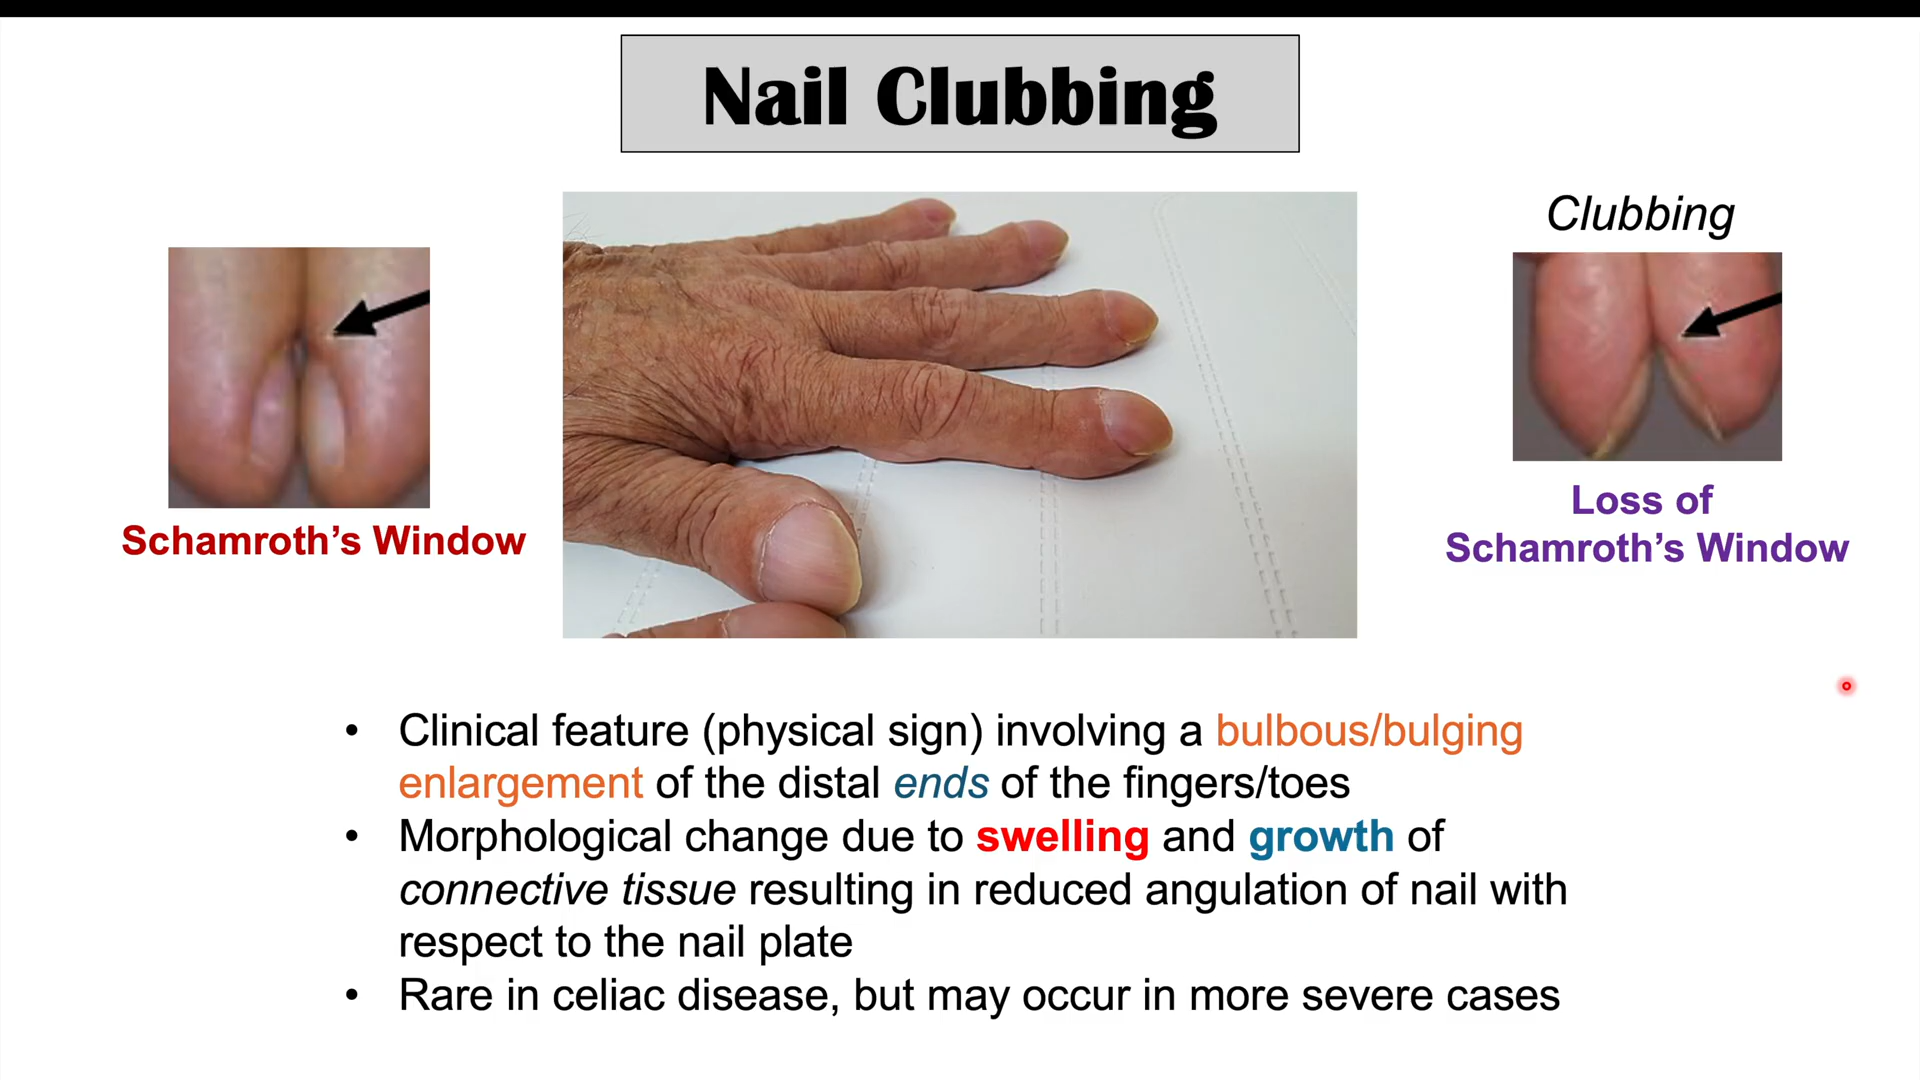 Nail Clubbing
Clubbing
Schamroth’s Window
Loss of
Schamroth’s Window
• Clinical feature (physical sign) involving a bulbous/bulging
enlargement of the distal ends of the fingers/toes
• Morphological change due to swelling and growth of
connective tissue resulting in reduced angulation of nail with
respect to the nail plate
• Rare in celiac disease, but may occur in more severe cases